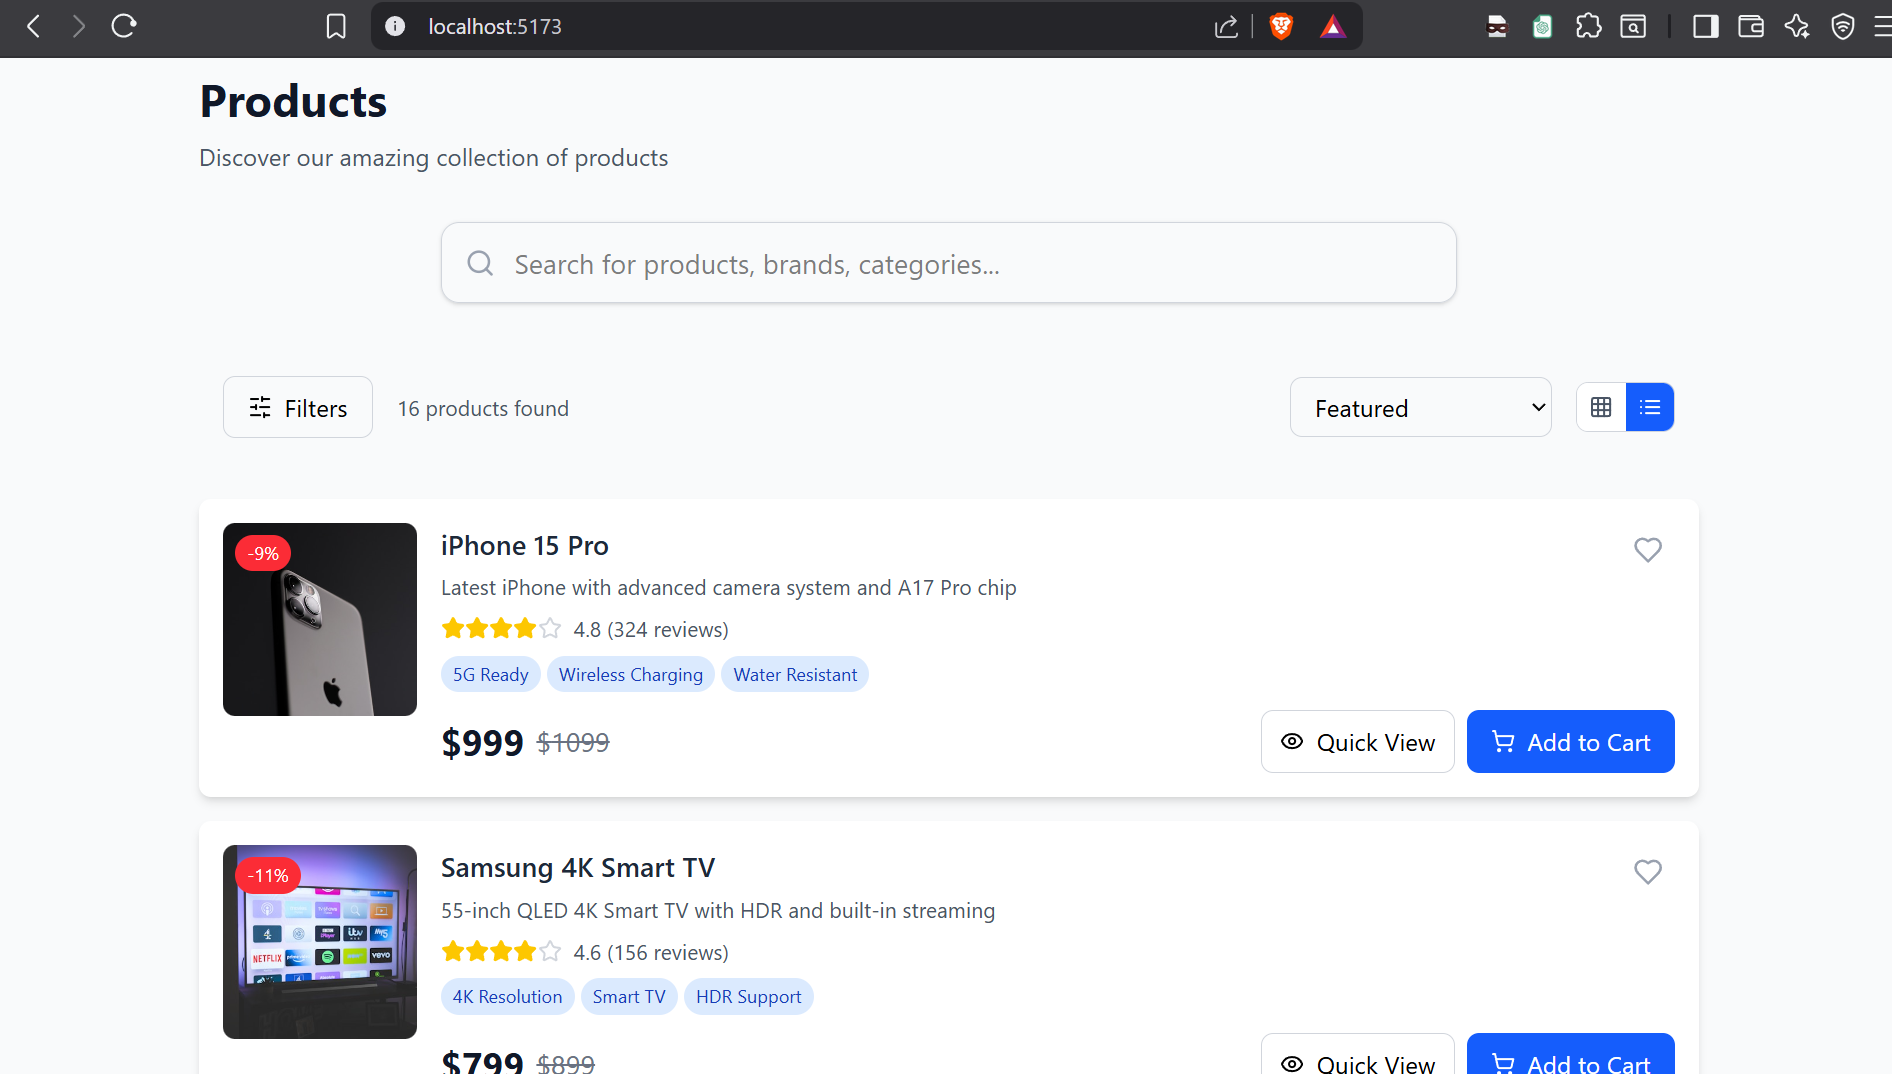 localhost:5173
Products
Discover our amazing collection of products
Search for products, brands, categories...
Filters
16 products found
Featured
-9%
iPhone 15 Pro
Latest iPhone with advanced camera system and A17 Pro chip
4.8 (324 reviews)
5G Ready
Wireless Charging
Water Resistant
$999 $1099
Quick View
Add to Cart
-11%
Samsung 4K Smart TV
55-inch QLED 4K Smart TV with HDR and built-in streaming
NETFLIX
4.6 (156 reviews)
4K Resolution
Smart TV
HDR Support
$799 $899
Quick View
Add to Cart